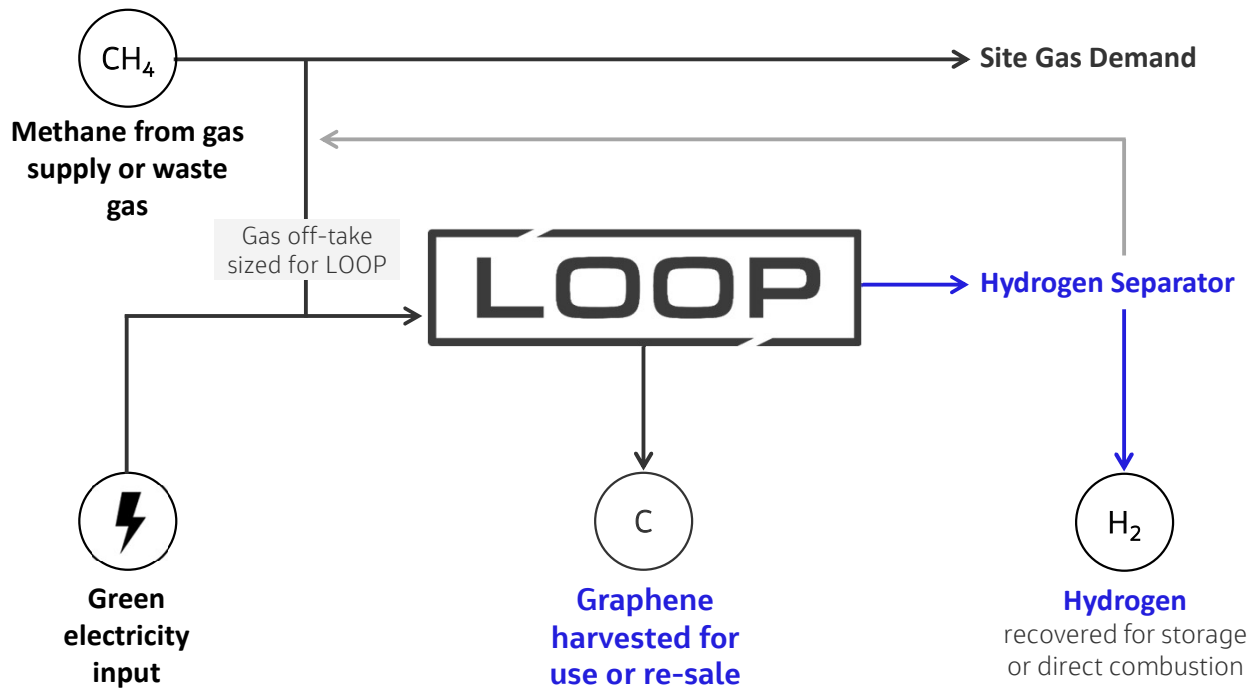 CH₄
Site Gas Demand
Methane from gas
supply or waste
gas
Gas off-take
sized for LOOP
LOOP
Hydrogen Separator
C
H₂
Green
electricity
input
Graphene
harvested for
use or re-sale
Hydrogen
recovered for storage
or direct combustion